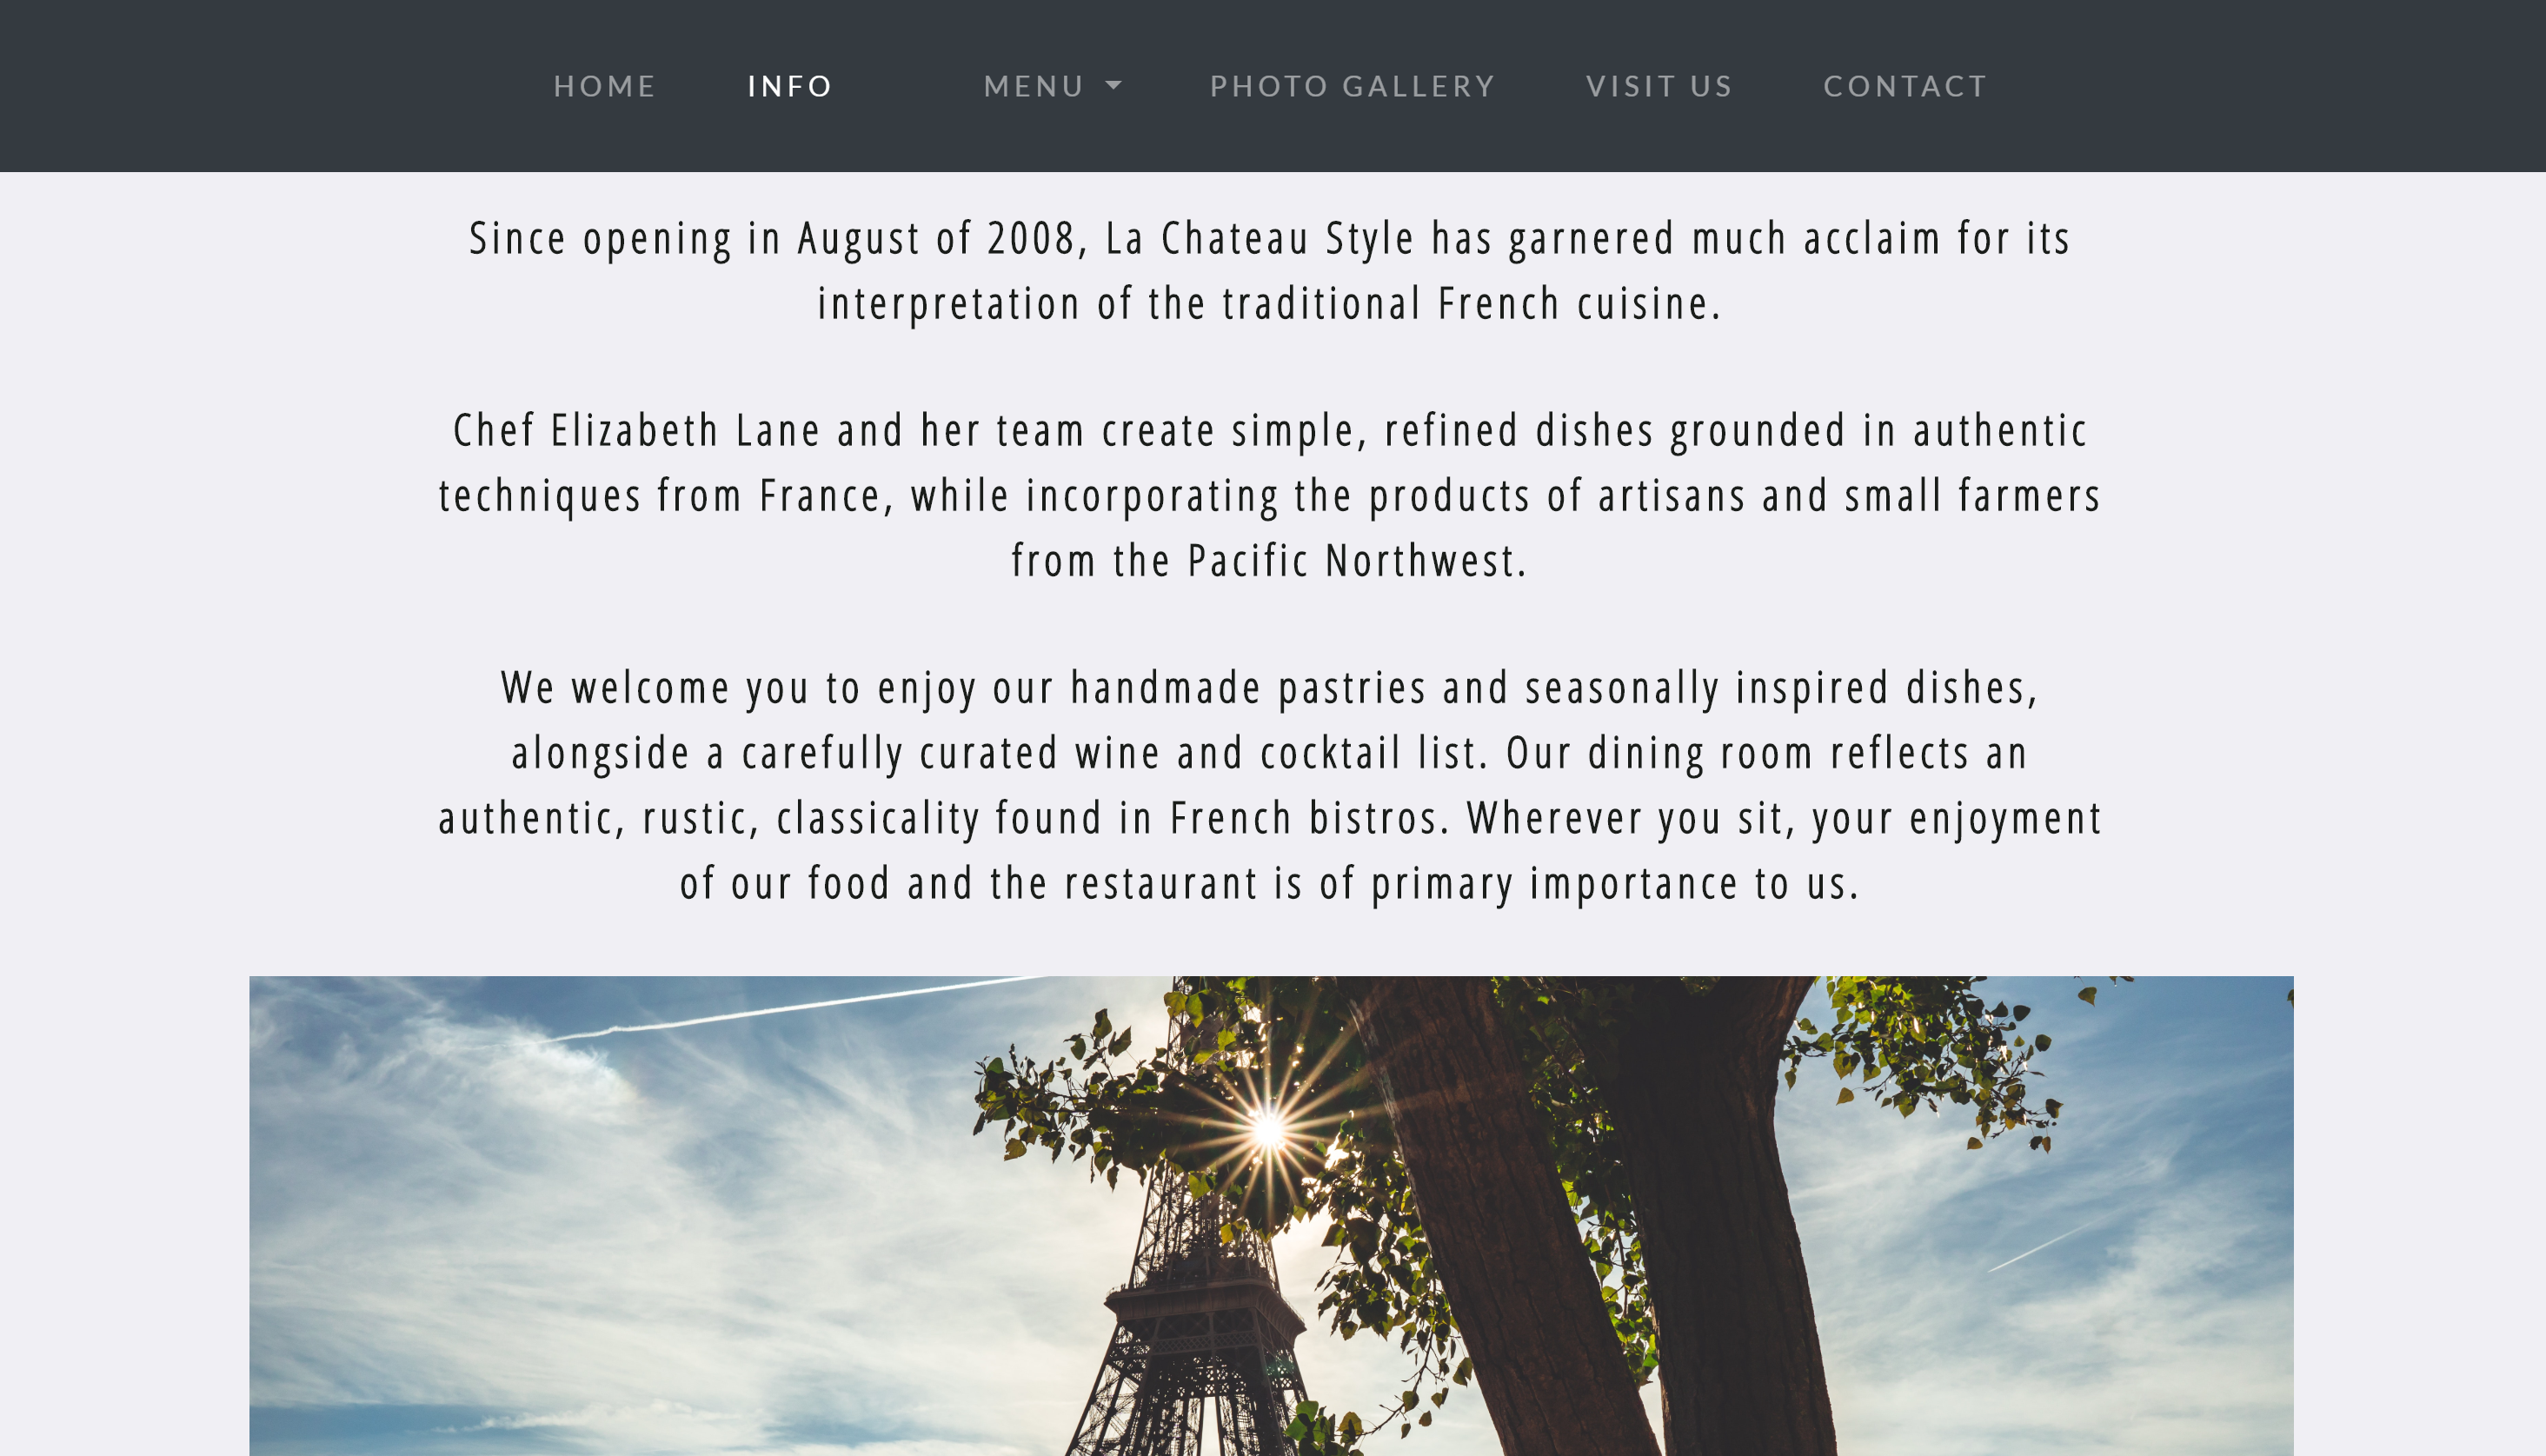 HOME INFO MENU PHOTO GALLERY VISIT US CONTACT
Since opening in August of 2008, La Chateau Style has garnered much acclaim for its
interpretation of the traditional French cuisine.
Chef Elizabeth Lane and her team create simple, refined dishes grounded in authentic
techniques from France, while incorporating the products of artisans and small farmers
from the Pacific Northwest.
We welcome you to enjoy our handmade pastries and seasonally inspired dishes,
alongside a carefully curated wine and cocktail list. Our dining room reflects an
authentic, rustic, classicality found in French bistros. Wherever you sit, your enjoyment
of our food and the restaurant is of primary importance to us.